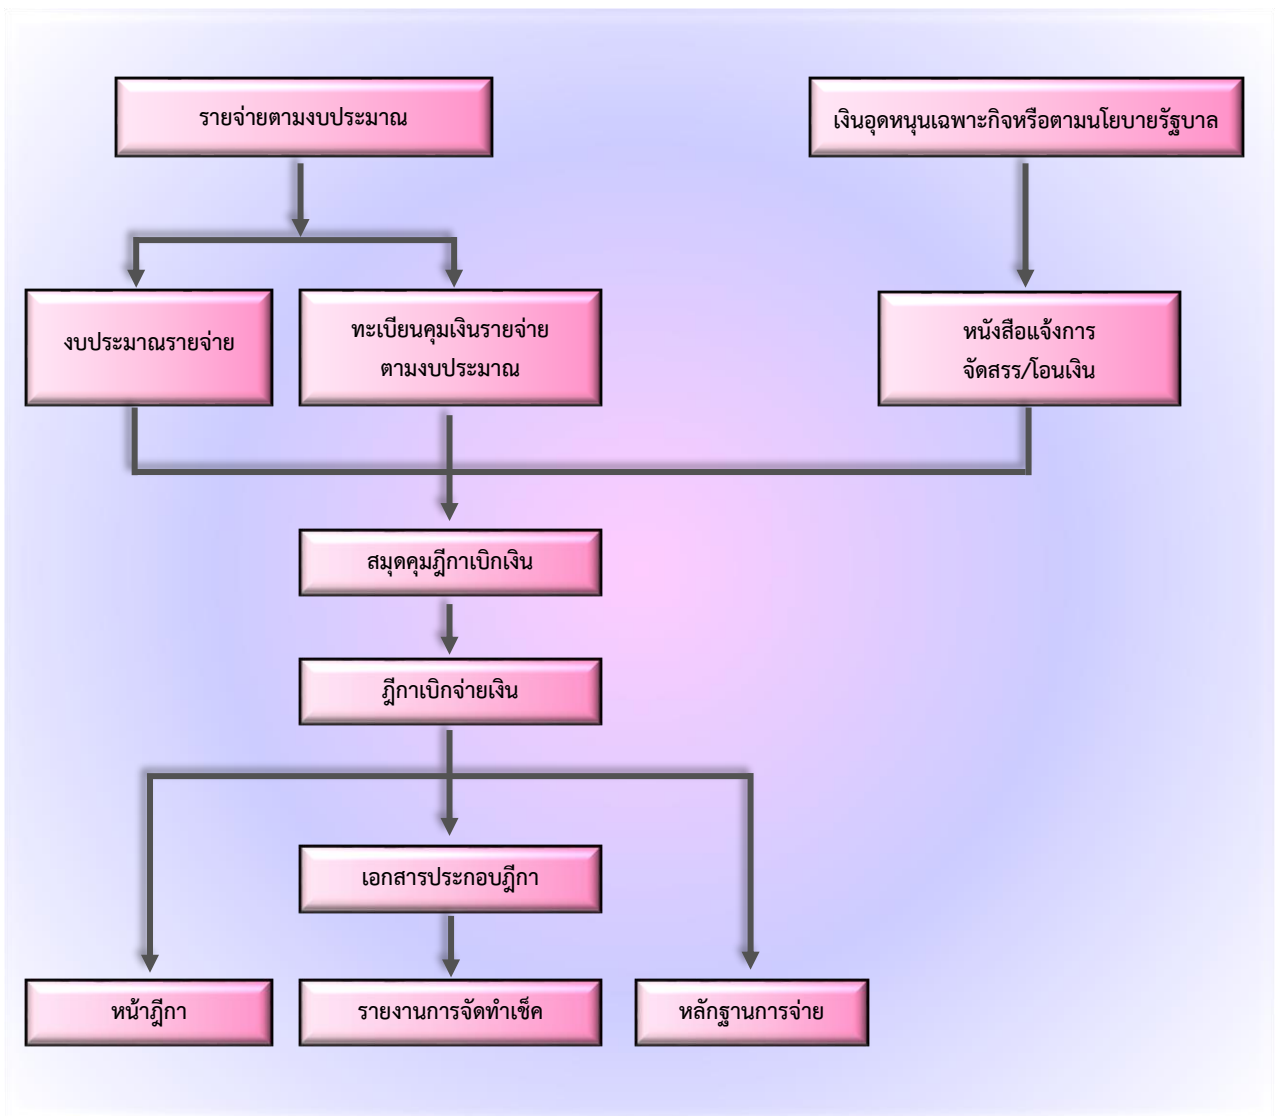 รายจ่ายตามงบประมาณ
เงินอุดหนุนเฉพาะกิจหรือตามนโยบายรัฐบาล
งบประมาณรายจ่าย
ทะเบียนคุมเงินรายจ่าย
ตามงบประมาณ
หนังสือแจ้งการ
จัดสรร/โอนเงิน
สมุดคุมฎีกาเบิกเงิน
ฎีกาเบิกจ่ายเงิน
เอกสารประกอบฎีกา
หน้าฎีกา
รายงานการจัดทำเช็ค
หลักฐานการจ่าย